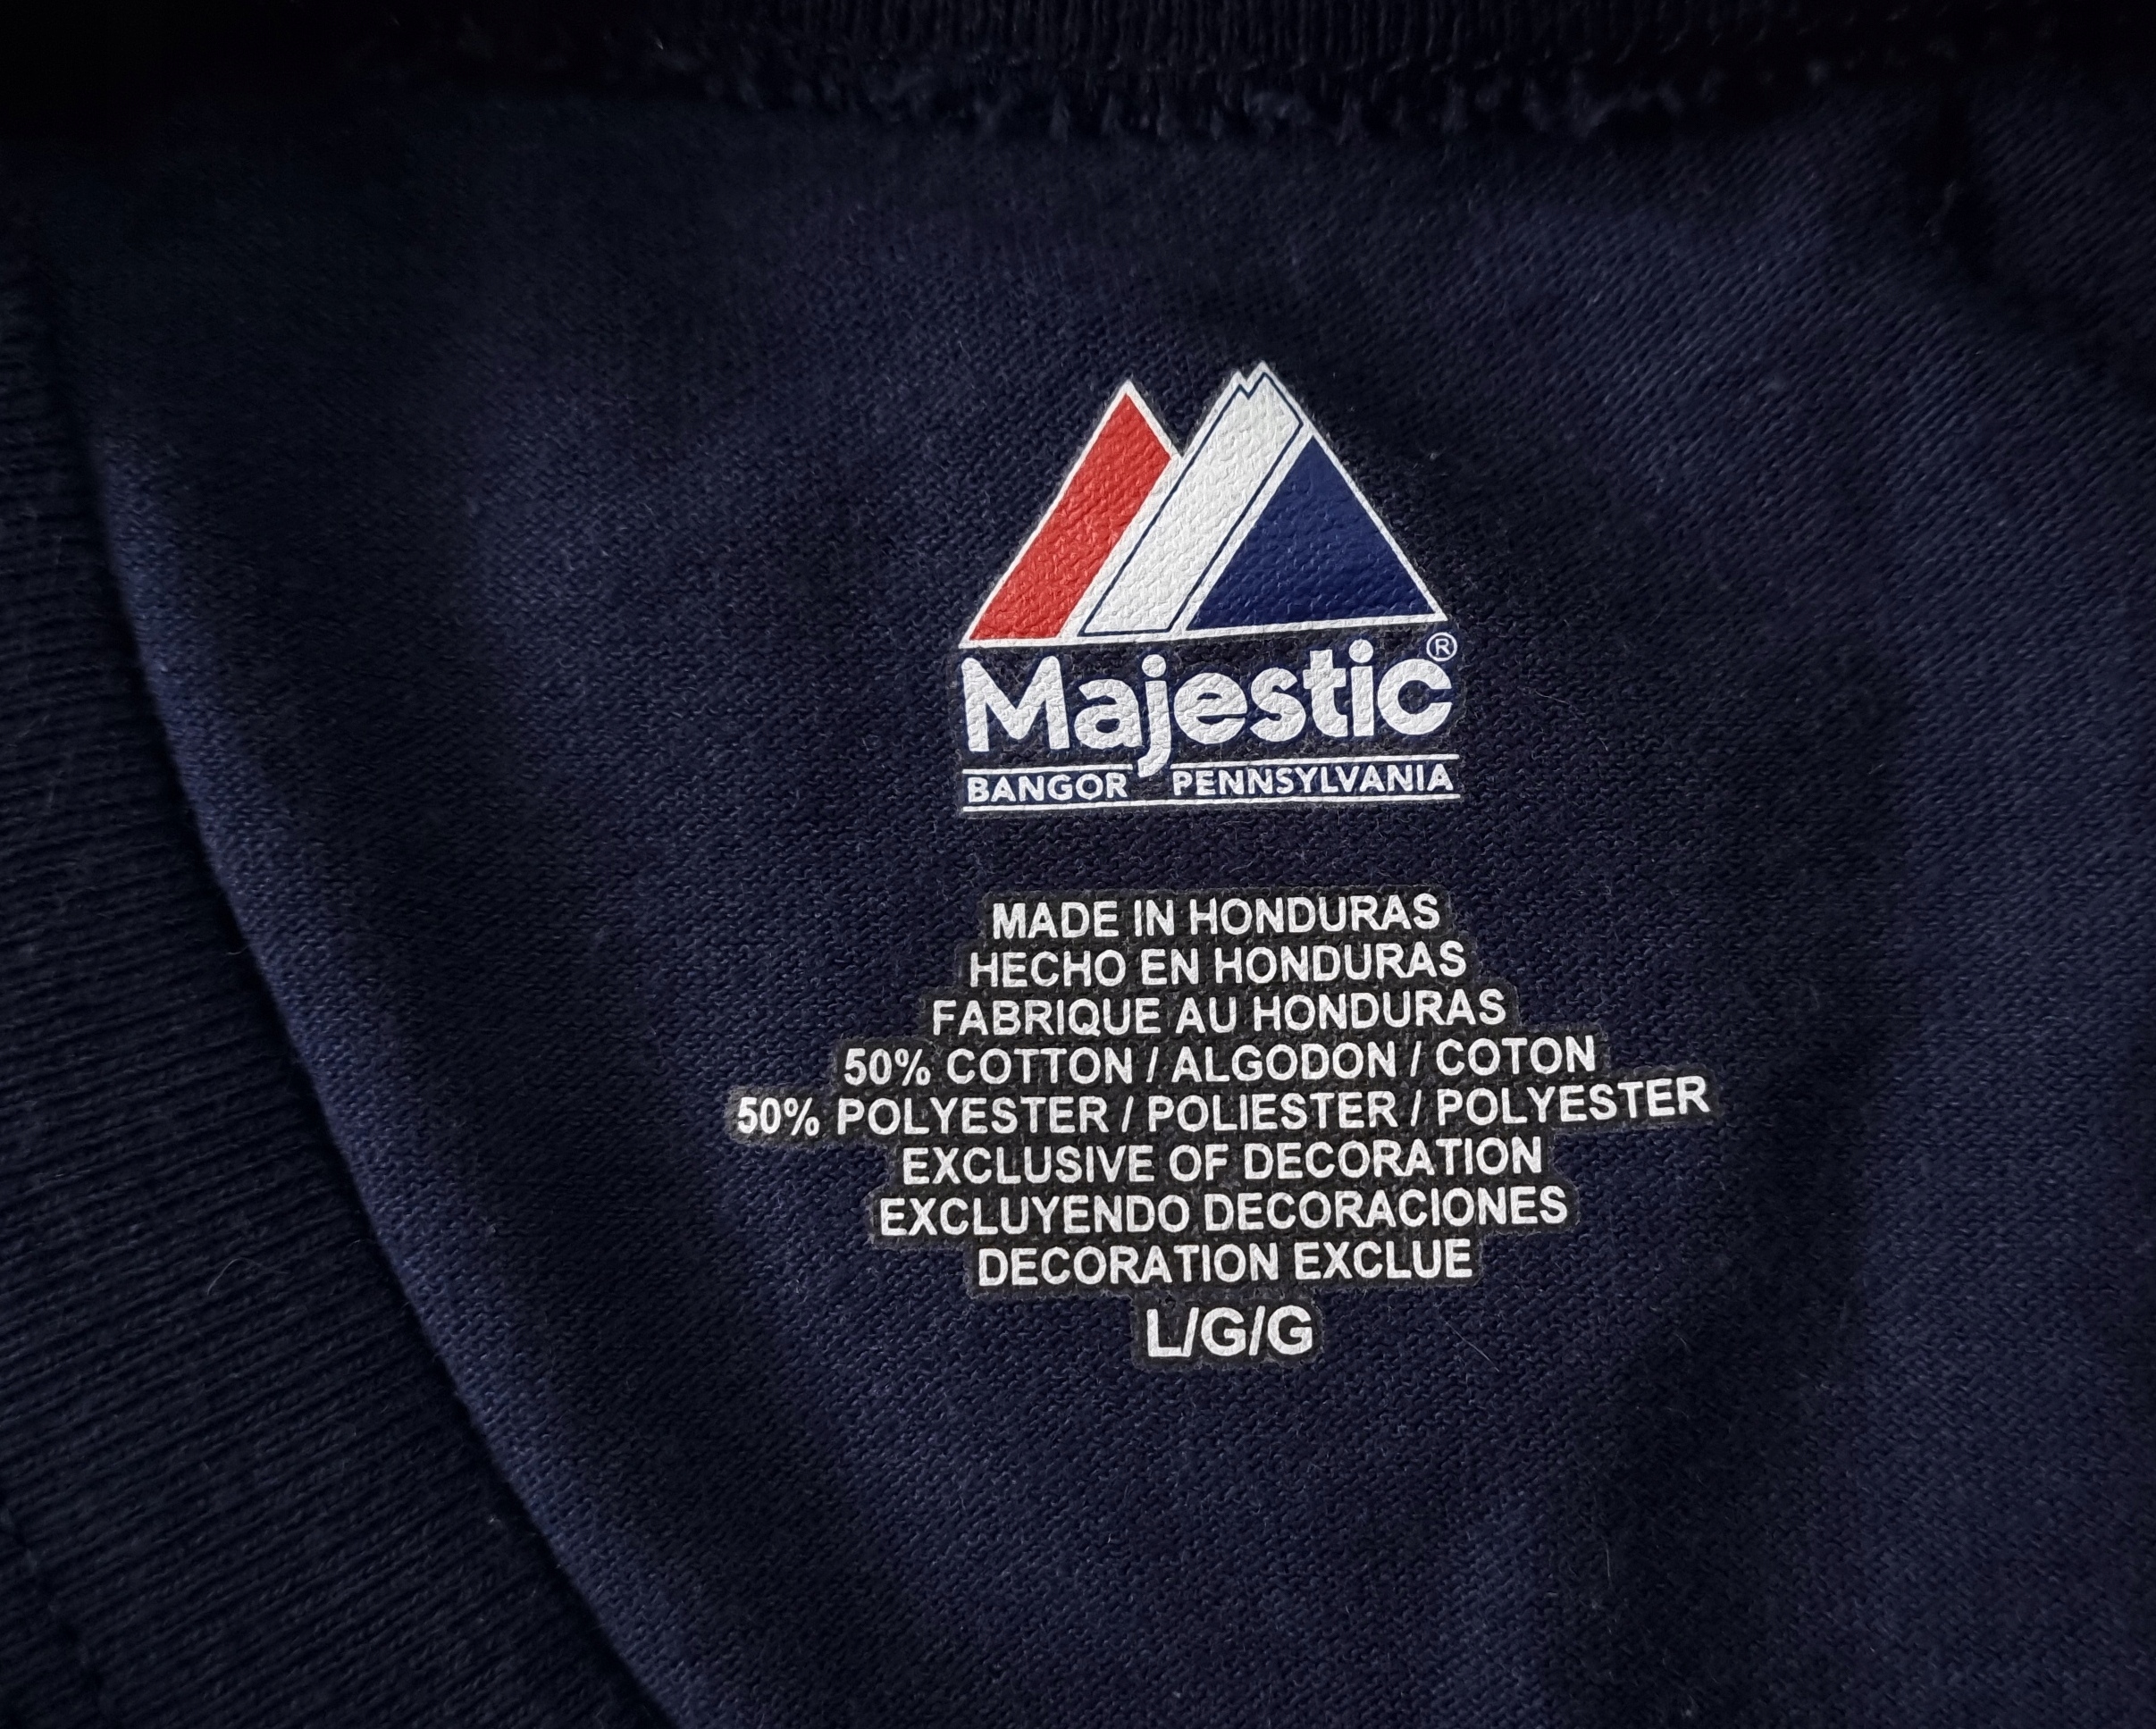 Majestic®
BANGOR PENNSYLVANIA
MADE IN HONDURAS
HECHO EN HONDURAS
FABRIQUE AU HONDURAS
50% COTTON / ALGODON / COTON
50% POLYESTER / POLIESTER / POLYESTER
EXCLUSIVE OF DECORATION
EXCLUYENDO DECORACIONES
DECORATION EXCLUE
L/G/G